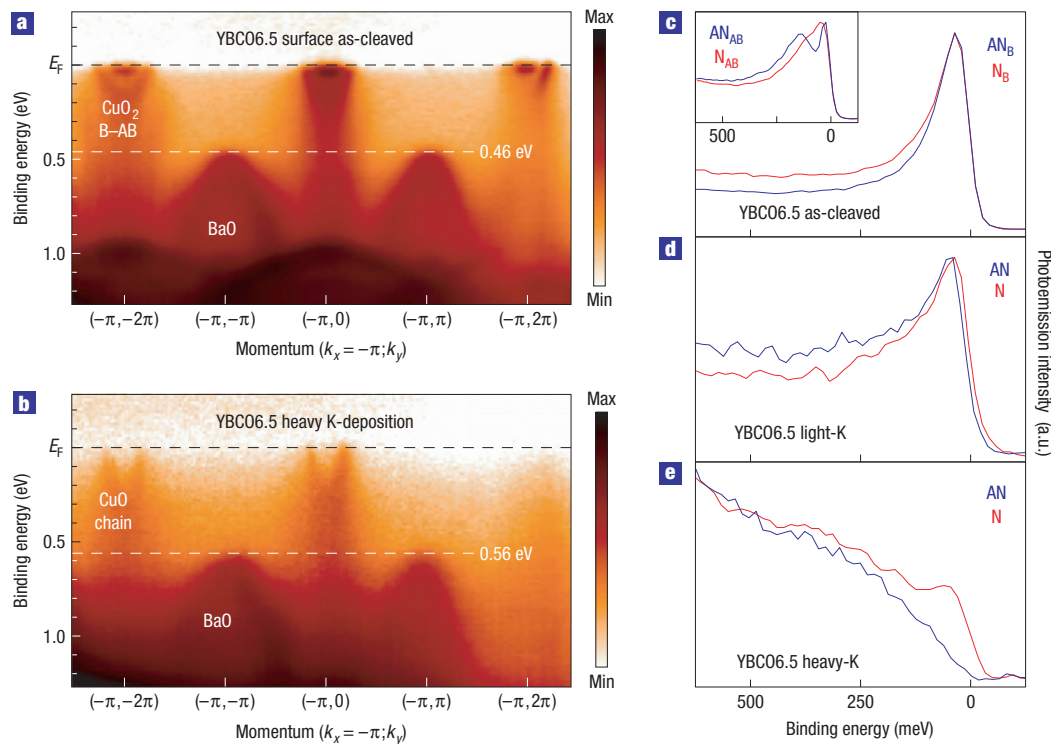 a
YBCO6.5 surface as-cleaved
E_F
CuO₂
B–AB
0.5
0.46 eV
BaO
1.0
Binding energy (eV)
(−π,−2π) (−π,−π) (−π,0) (−π,π) (−π,2π)
Momentum (kₓ = −π; k_y)
Max
Min
b
YBCO6.5 heavy K-deposition
E_F
CuO
chain
0.5
0.56 eV
BaO
1.0
Binding energy (eV)
(−π,−2π) (−π,−π) (−π,0) (−π,π) (−π,2π)
Momentum (kₓ = −π; k_y)
Max
Min
c
AN_AB
N_AB
500 0
AN_B
N_B
YBCO6.5 as-cleaved
d
AN
N
YBCO6.5 light-K
e
AN
N
YBCO6.5 heavy-K
500 250 0
Binding energy (meV)
Photoemission intensity (a.u.)